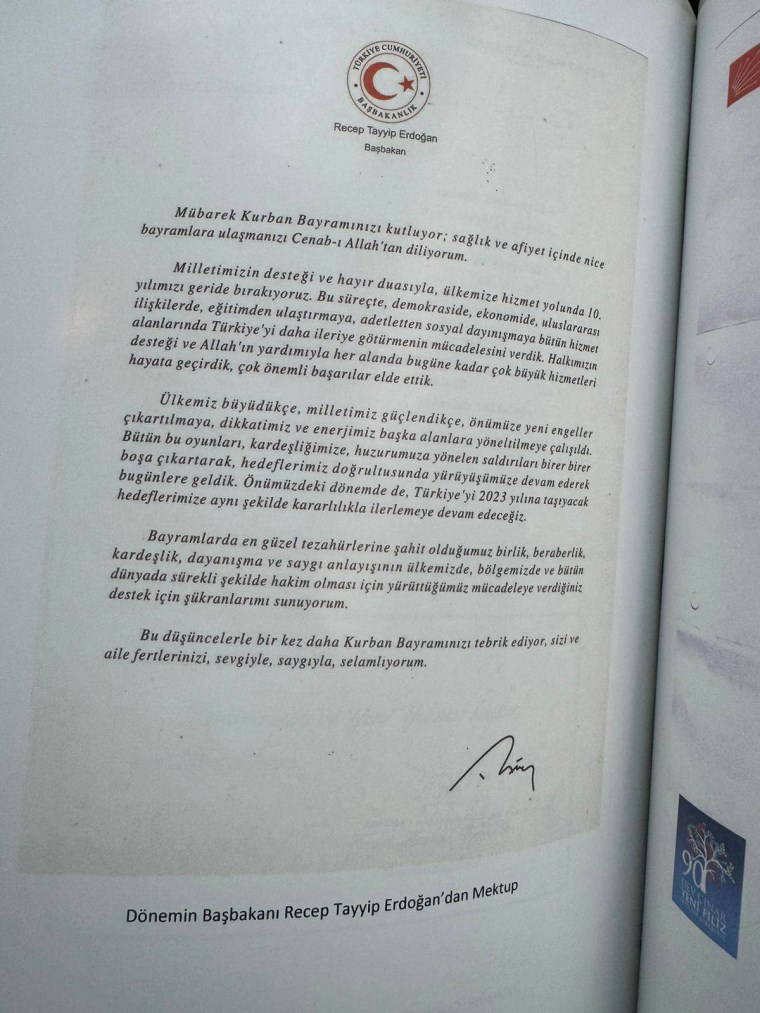 TÜRKİYE CUMHURİYETİ
BAŞBAKANLIK
Recep Tayyip Erdoğan
Başbakan
Mübarek Kurban Bayramınızı kutluyor; sağlık ve afiyet içinde nice
bayramlara ulaşmanızı Cenab-ı Allah'tan diliyorum.
Milletimizin desteği ve hayır duasıyla, ülkemize hizmet yolunda 10.
yılımızı geride bırakıyoruz. Bu süreçte, demokraside, ekonomide, uluslararası
ilişkilerde, eğitimden ulaştırmaya, adetletten sosyal dayınışmaya bütün hizmet
alanlarında Türkiye'yi daha ileriye götürmenin mücadelesini verdik. Halkımızın
desteği ve Allah'ın yardımıyla her alanda bugüne kadar çok büyük hizmetleri
hayata geçirdik, çok önemli başarılar elde ettik.
Ülkemiz büyüdükçe, milletimiz güçlendikçe, önümüze yeni engeller
çıkartılmaya, dikkatimiz ve enerjimiz başka alanlara yöneltilmeye çalışıldı.
Bütün bu oyunları, kardeşliğimize, huzurumuza yönelen saldırıları birer birer
boşa çıkartarak, hedeflerimiz doğrultusunda yürüyüşümüze devam ederek
bugünlere geldik. Önümüzdeki dönemde de, Türkiye'yi 2023 yılına taşıyacak
hedeflerimize aynı şekilde kararlılıkla ilerlemeye devam edeceğiz.
Bayramlarda en güzel tezahürlerine şahit olduğumuz birlik, beraberlik,
kardeşlik, dayanışma ve saygı anlayışının ülkemizde, bölgemizde ve bütün
dünyada sürekli şekilde hakim olması için yürüttüğümüz mücadeleye verdiğiniz
destek için şükranlarımı sunuyorum.
Bu düşüncelerle bir kez daha Kurban Bayramınızı tebrik ediyor, sizi ve
aile fertlerinizi, sevgiyle, saygıyla, selamlıyorum.
Dönemin Başbakanı Recep Tayyip Erdoğan'dan Mektup
90
YENİ FİLİZ